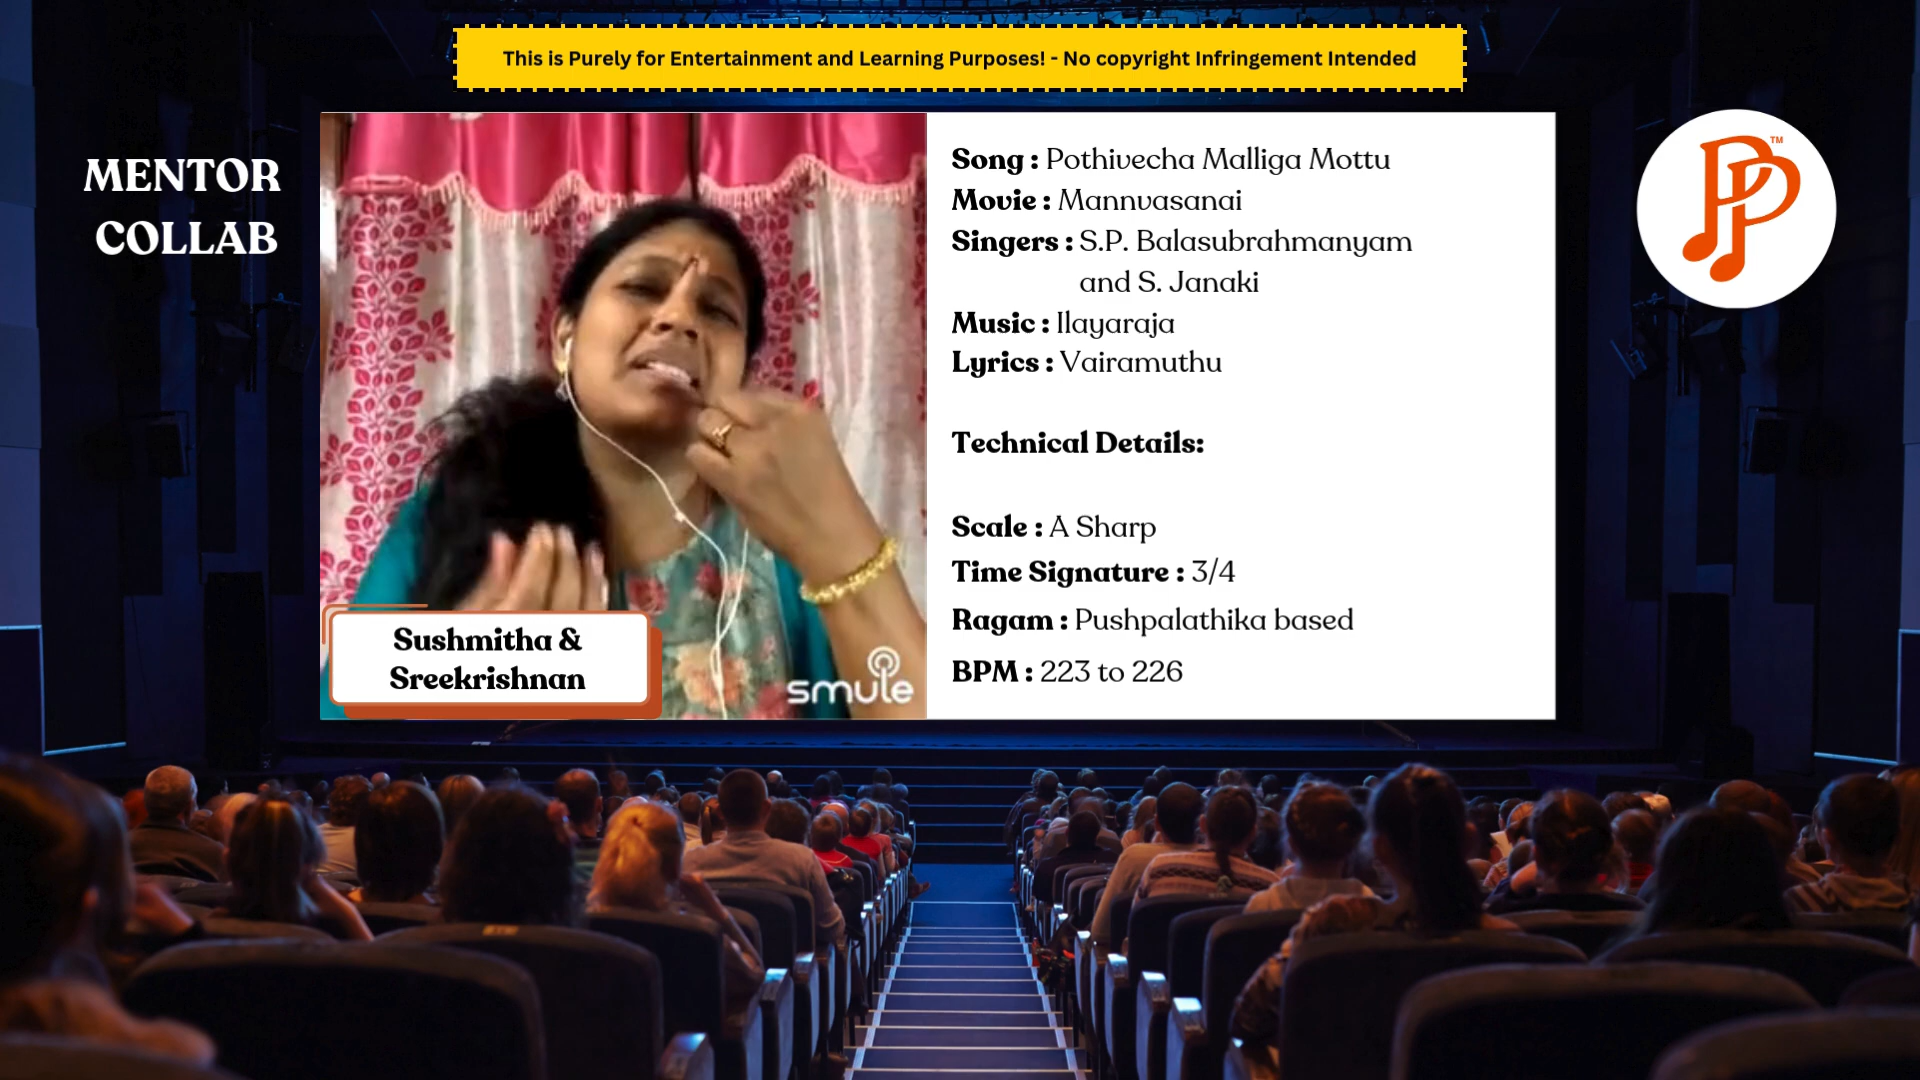 This is Purely for Entertainment and Learning Purposes! - No copyright Infringement Intended
MENTOR
COLLAB
Song : Pothivecha Malliga Mottu
Movie : Mannvasanai
Singers : S.P. Balasubrahmanyam
and S. Janaki
Music : Ilayaraja
Lyrics : Vairamuthu
Technical Details:
Scale : A Sharp
Time Signature : 3/4
Ragam : Pushpalathika based
BPM : 223 to 226
Sushmitha &
Sreekrishnan
smule
PP TM